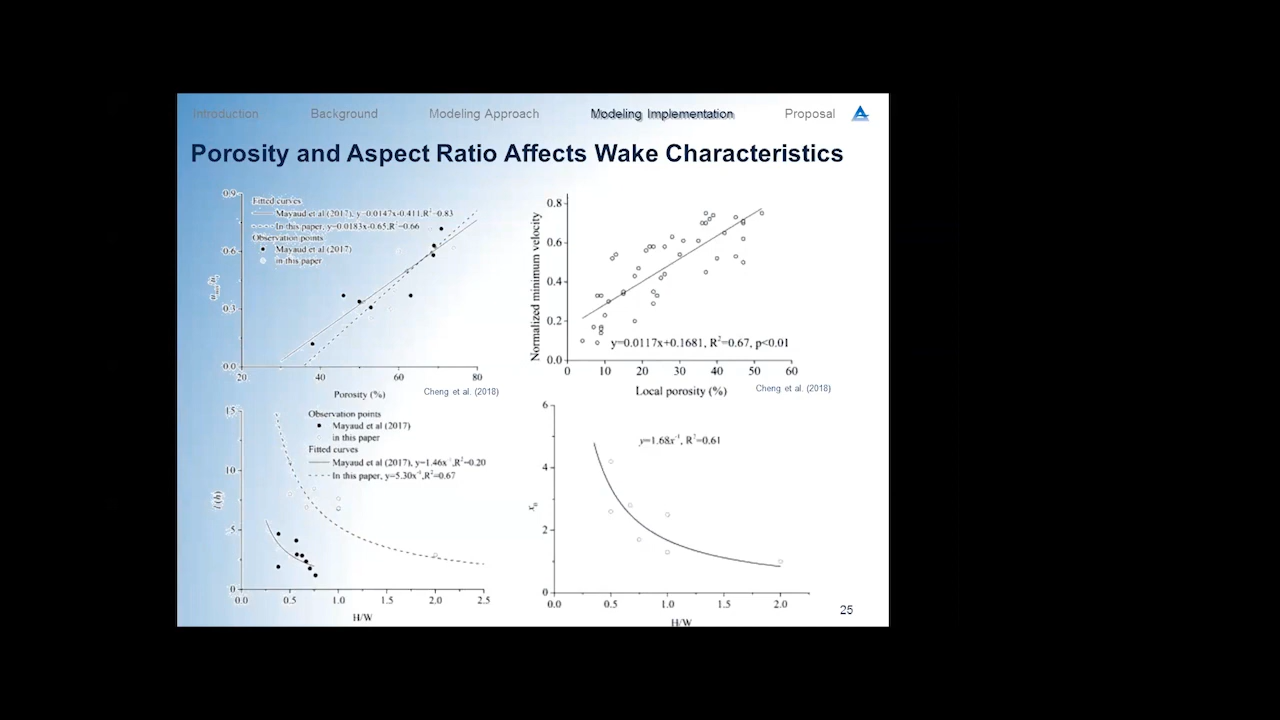 Introduction Background Modeling Approach Modeling Implementation Proposal
Porosity and Aspect Ratio Affects Wake Characteristics
0.9
0.6
0.3
0.0
Fitted curves
Mayaud et al (2017), y=0.0147x-0.411,R²=0.83
In this paper, y=0.0183x-0.65,R²=0.66
Observation points
Mayaud et al (2017)
in this paper
20 40 60 80
Porosity (%)
Cheng et al. (2018)
Normalized minimum velocity
0.8
0.6
0.4
0.2
0.0
y=0.0117x+0.1681, R²=0.67, p<0.01
0 10 20 30 40 50 60
Local porosity (%)
Cheng et al. (2018)
15
10
5
0
Observation points
Mayaud et al (2017)
in this paper
Fitted curves
Mayaud et al (2017), y=1.46x⁻¹,R²=0.20
In this paper, y=5.30x⁻¹,R²=0.67
l (h)
0.0 0.5 1.0 2.0 2.5
H/W
6
4
2
0
y=1.68x⁻¹, R²=0.61
0.0 0.5 1.0 2.0
H/W
25